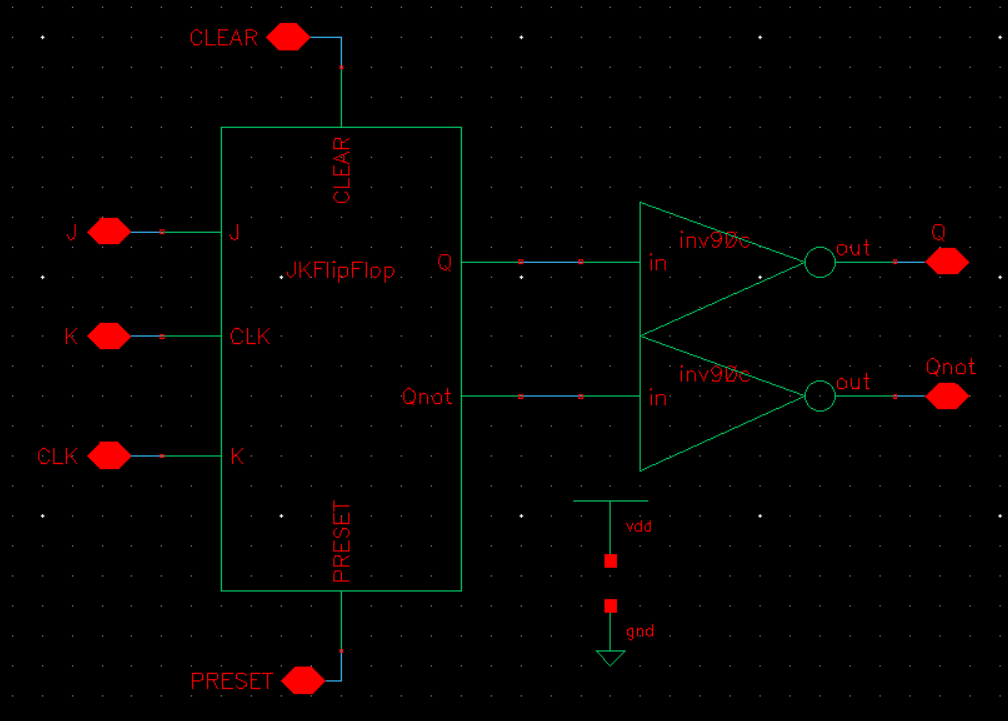 CLEAR
CLEAR
J
J
Q
inv90c
out
JKFlipFlop
Q
in
K
CLK
Qnot
inv90c
out
Qnot
in
CLK
K
PRESET
vdd
gnd
PRESET